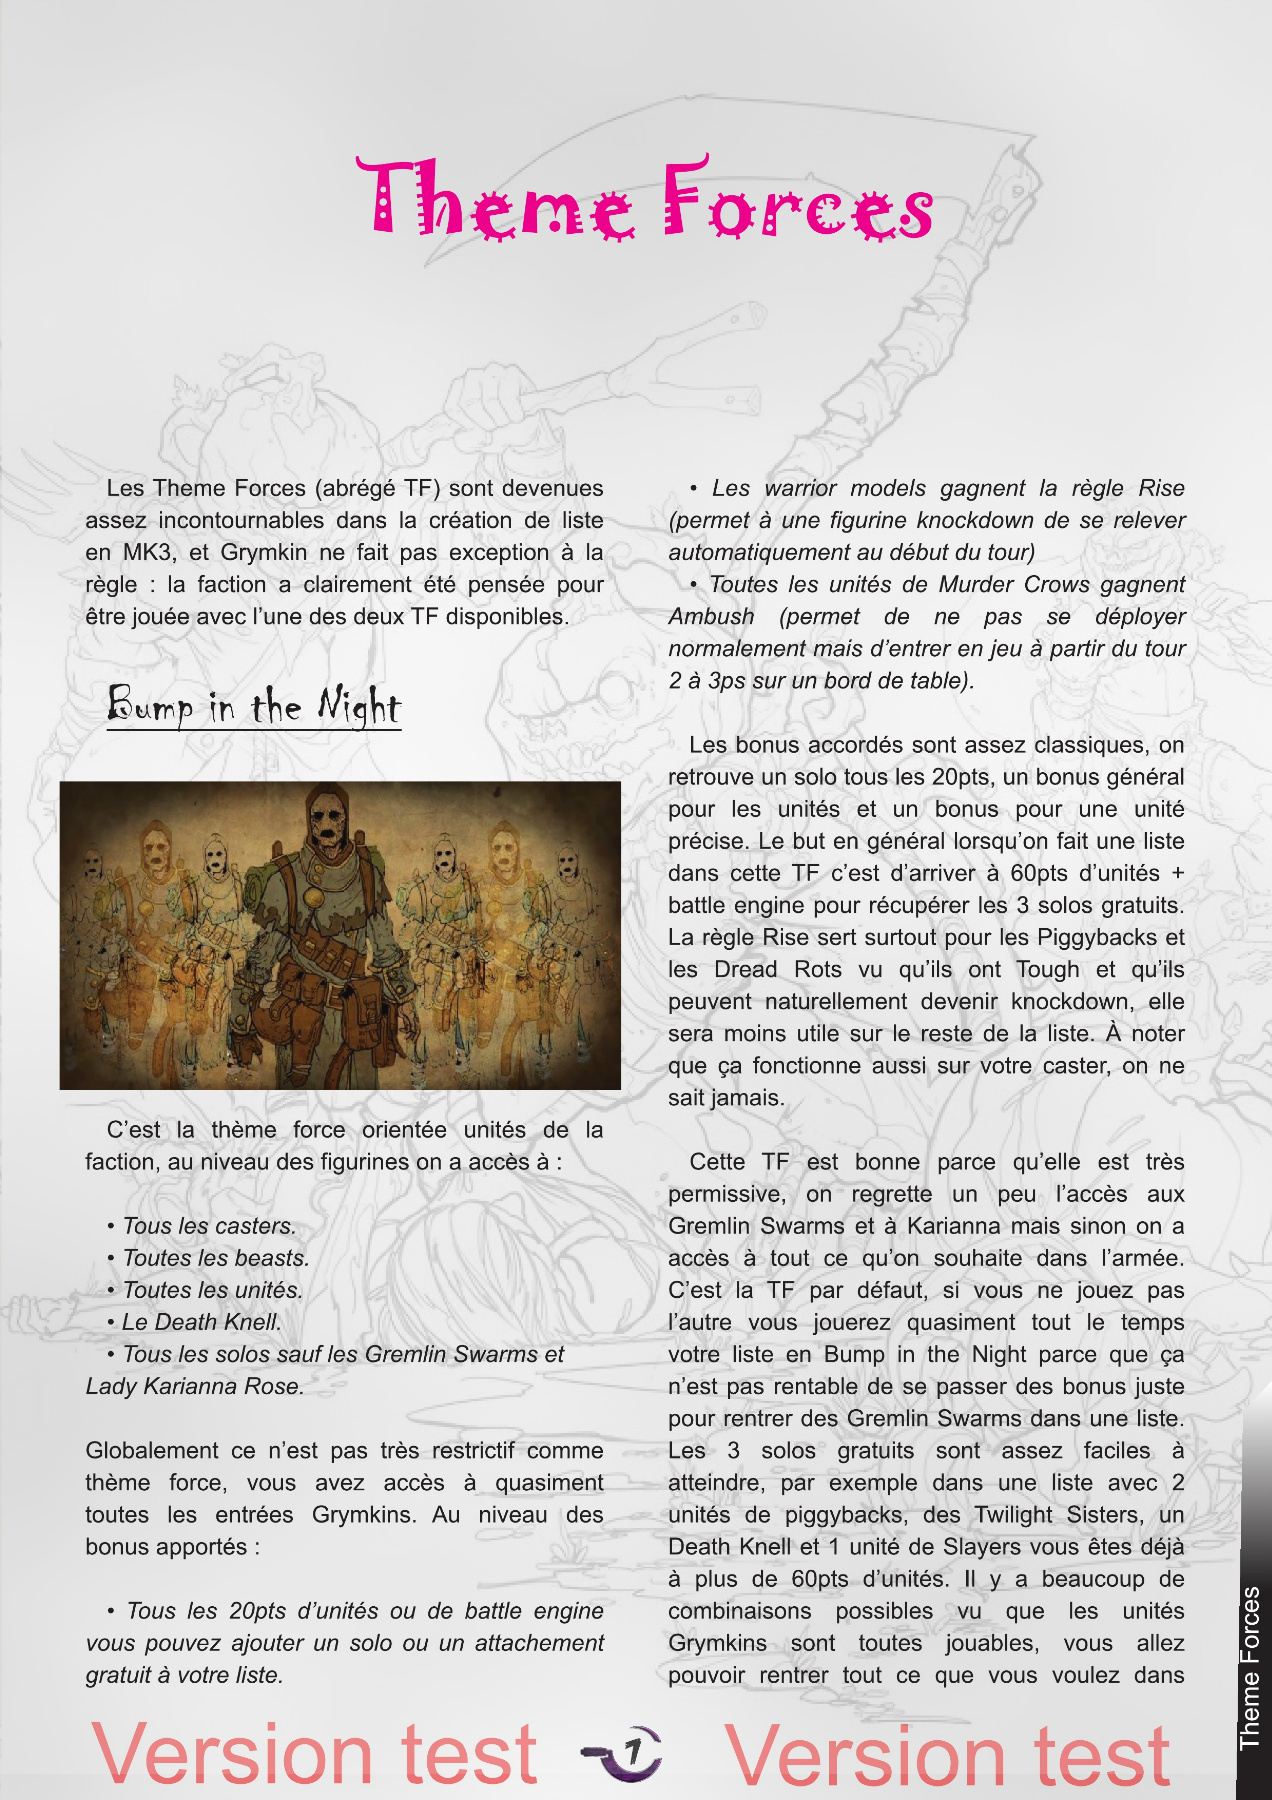 Theme Forces
Les Theme Forces (abrégé TF) sont devenues
assez incontournables dans la création de liste
en MK3, et Grymkin ne fait pas exception à la
règle : la faction a clairement été pensée pour
être jouée avec l’une des deux TF disponibles.
Bump in the Night
C’est la thème force orientée unités de la
faction, au niveau des figurines on a accès à :
• Tous les casters.
• Toutes les beasts.
• Toutes les unités.
• Le Death Knell.
• Tous les solos sauf les Gremlin Swarms et
Lady Karianna Rose.
Globalement ce n’est pas très restrictif comme
thème force, vous avez accès à quasiment
toutes les entrées Grymkins. Au niveau des
bonus apportés :
• Tous les 20pts d’unités ou de battle engine
vous pouvez ajouter un solo ou un attachement
gratuit à votre liste.
• Les warrior models gagnent la règle Rise
(permet à une figurine knockdown de se relever
automatiquement au début du tour)
• Toutes les unités de Murder Crows gagnent
Ambush (permet de ne pas se déployer
normalement mais d’entrer en jeu à partir du tour
2 à 3ps sur un bord de table).
Les bonus accordés sont assez classiques, on
retrouve un solo tous les 20pts, un bonus général
pour les unités et un bonus pour une unité
précise. Le but en général lorsqu’on fait une liste
dans cette TF c’est d’arriver à 60pts d’unités +
battle engine pour récupérer les 3 solos gratuits.
La règle Rise sert surtout pour les Piggybacks et
les Dread Rots vu qu’ils ont Tough et qu’ils
peuvent naturellement devenir knockdown, elle
sera moins utile sur le reste de la liste. À noter
que ça fonctionne aussi sur votre caster, on ne
sait jamais.
Cette TF est bonne parce qu’elle est très
permissive, on regrette un peu l’accès aux
Gremlin Swarms et à Karianna mais sinon on a
accès à tout ce qu’on souhaite dans l’armée.
C’est la TF par défaut, si vous ne jouez pas
l’autre vous jouerez quasiment tout le temps
votre liste en Bump in the Night parce que ça
n’est pas rentable de se passer des bonus juste
pour rentrer des Gremlin Swarms dans une liste.
Les 3 solos gratuits sont assez faciles à
atteindre, par exemple dans une liste avec 2
unités de piggybacks, des Twilight Sisters, un
Death Knell et 1 unité de Slayers vous êtes déjà
à plus de 60pts d’unités. Il y a beaucoup de
combinaisons possibles vu que les unités
Grymkins sont toutes jouables, vous allez
pouvoir rentrer tout ce que vous voulez dans
Theme Forces
Version test
1
Version test